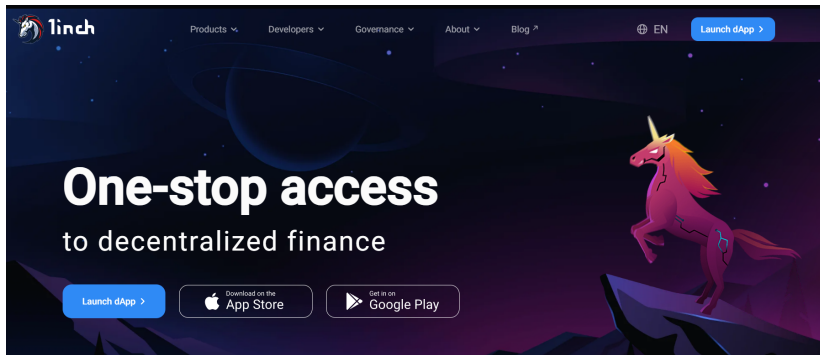 1inch
Products
Developers
Governance
About
Blog
EN
Launch dApp
One-stop access
to decentralized finance
Launch dApp
Download on the
App Store
Get in on
Google Play